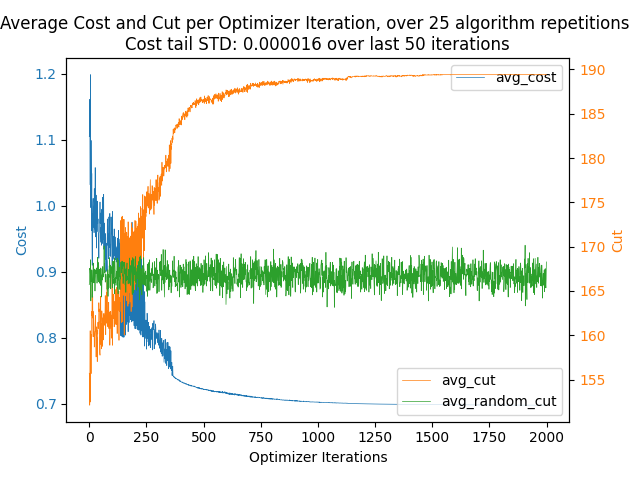 Average Cost and Cut per Optimizer Iteration, over 25 algorithm repetitions
Cost tail STD: 0.000016 over last 50 iterations
1.2
1.1
1.0
0.9
0.8
0.7
Cost
190
185
180
175
170
165
160
155
Cut
avg_cost
avg_cut
avg_random_cut
0
250
500
750
1000
1250
1500
1750
2000
Optimizer Iterations